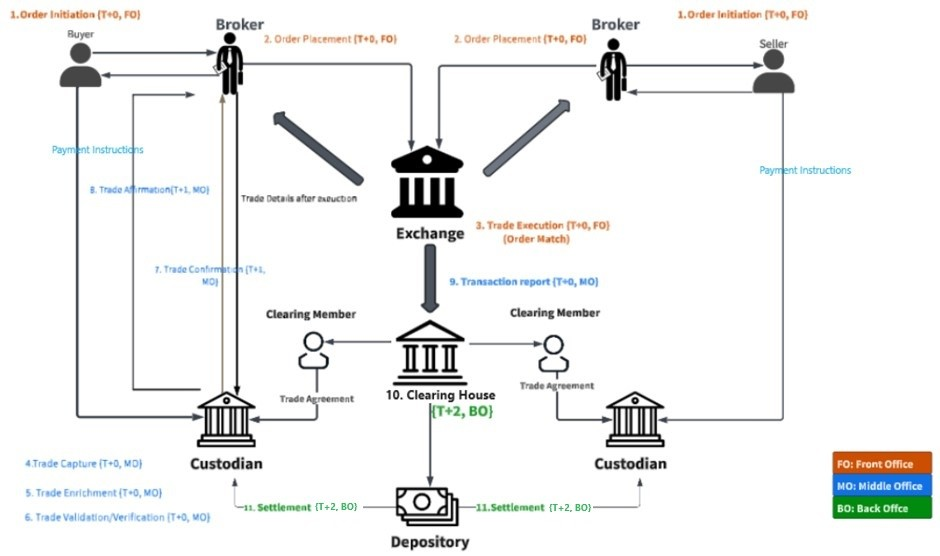 1.Order Initiation {T+0, FO}
Broker
Broker
1.Order Initiation {T+0, FO}
Buyer
2. Order Placement {T+0, FO}
2. Order Placement {T+0, FO}
Seller
Payment Instructions
Payment Instructions
8. Trade Affirmation{T+1, MO}
Trade Details after exeuction
Exchange
3. Trade Execution {T+0, FO}
(Order Match)
7. Trade Confirmation {T+1,
MO}
9. Transaction report {T+0, MO}
Clearing Member
Clearing Member
Trade Agreement
10. Clearing House
{T+2, BO}
Trade Agreement
Custodian
Custodian
4.Trade Capture {T+0, MO}
5. Trade Enrichment {T+0, MO}
6. Trade Validation/Verification {T+0, MO}
11. Settlement {T+2, BO}
11.Settlement {T+2, BO}
Depository
FO: Front Office
MO: Middle Office
BO: Back Offce